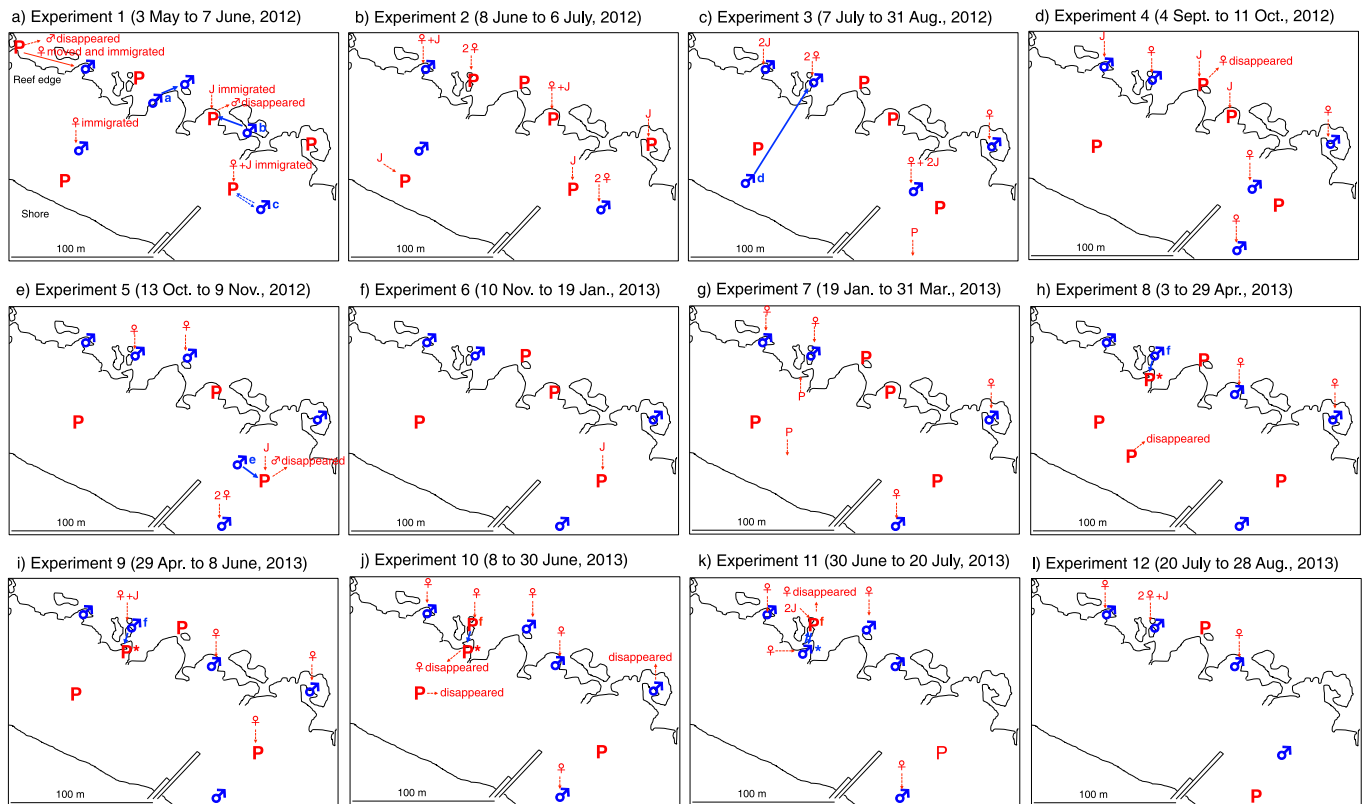 a) Experiment 1 (3 May to 7 June, 2012)
P
♂disappeared
♀moved and immigrated
Reef edge
♂
P
♂
♂ a
J immigrated
♂disappeared
P
♂ b
♀ immigrated
♂
P
♀+J immigrated
P
P
♂ c
Shore
100 m
b) Experiment 2 (8 June to 6 July, 2012)
♀+J
2♀
♂
P
P
♀+J
P
J
P
♂
J
P
J
P
2♀
♂
100 m
c) Experiment 3 (7 July to 31 Aug., 2012)
2J
2♀
♂
♂
P
P
♀
♂
P
♂ d
♀+ 2J
♂
P
P
100 m
d) Experiment 4 (4 Sept. to 11 Oct., 2012)
J
♀
J
♀ disappeared
♂
♂
P
J
P
♀
♂
P
♀
♂
P
♀
♂
100 m
e) Experiment 5 (13 Oct. to 9 Nov., 2012)
♀
♀
♂
♂
♂
P
♂
P
♂ e
J
♂disappeared
P
2♀
♂
100 m
f) Experiment 6 (10 Nov. to 19 Jan., 2013)
♂
♂
P
P
♂
P
J
P
♂
100 m
g) Experiment 7 (19 Jan. to 31 Mar., 2013)
♀
♀
♂
♂
P
P
P
♀
♂
P
P
P
♀
♂
100 m
h) Experiment 8 (3 to 29 Apr., 2013)
♂
♂ f
P*
P
♀
♂
♀
♂
P
disappeared
P
P
♂
100 m
i) Experiment 9 (29 Apr. to 8 June, 2013)
♀+J
♂
♂ f
P*
P
♀
♂
♀
♂
P
♀
P
♂
100 m
j) Experiment 10 (8 to 30 June, 2013)
♀
♀
♀
♂
P f
♂
P*
♀
♂
♀ disappeared
disappeared
♂
P
disappeared
P
♀
♂
100 m
k) Experiment 11 (30 June to 20 July, 2013)
♀
♀ disappeared
♀
2J
♂
P f
♂
♀
♂ *
P
♀
♂
100 m
l) Experiment 12 (20 July to 28 Aug., 2013)
♀
2♀+J
♂
♂
P
♀
♂
♂
P
100 m